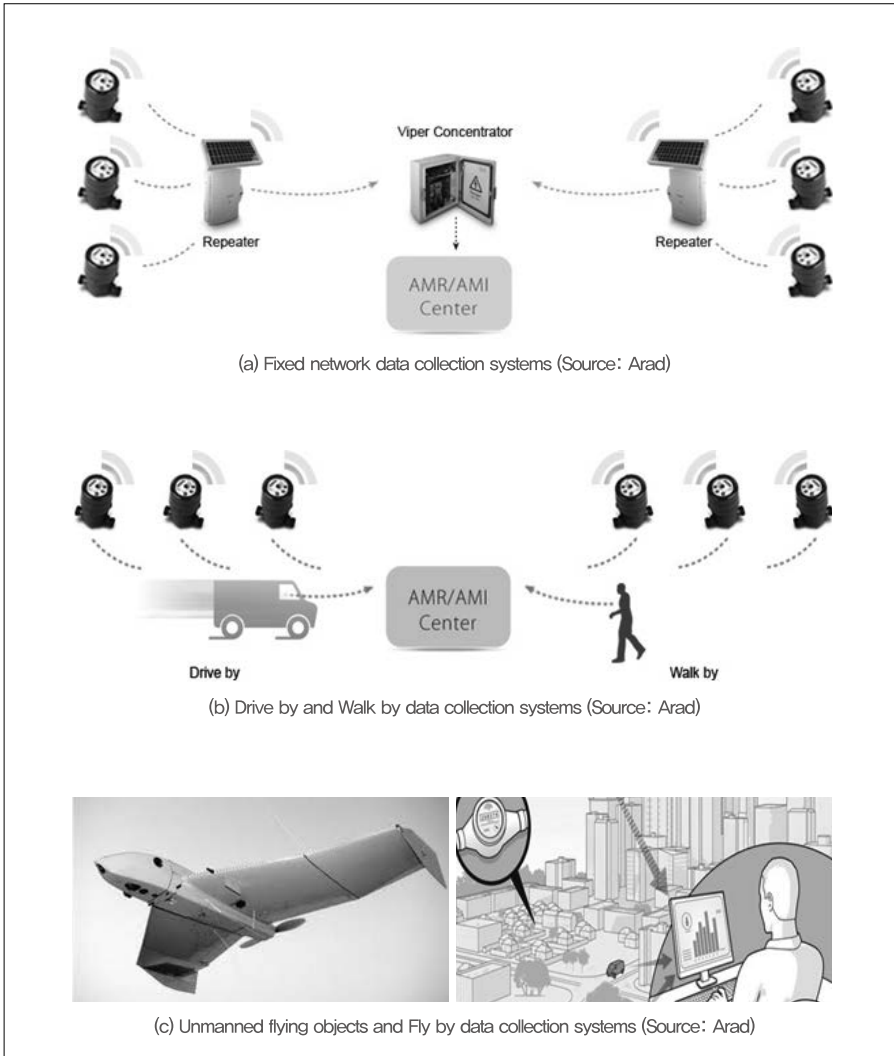 Viper Concentrator
Repeater
Repeater
AMR/AMI
Center
(a) Fixed network data collection systems (Source: Arad)
AMR/AMI
Center
Drive by
Walk by
(b) Drive by and Walk by data collection systems (Source: Arad)
(c) Unmanned flying objects and Fly by data collection systems (Source: Arad)